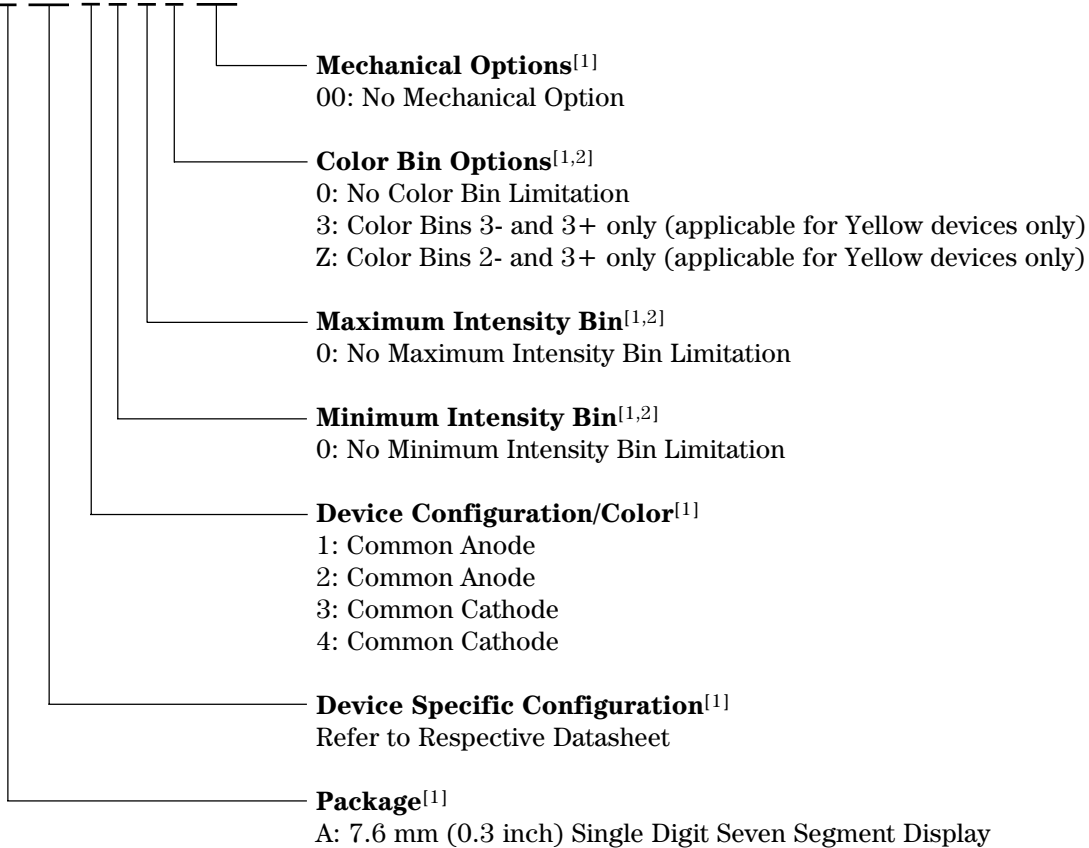 Mechanical Options[1]
00: No Mechanical Option
Color Bin Options[1,2]
0: No Color Bin Limitation
3: Color Bins 3- and 3+ only (applicable for Yellow devices only)
Z: Color Bins 2- and 3+ only (applicable for Yellow devices only)
Maximum Intensity Bin[1,2]
0: No Maximum Intensity Bin Limitation
Minimum Intensity Bin[1,2]
0: No Minimum Intensity Bin Limitation
Device Configuration/Color[1]
1: Common Anode
2: Common Anode
3: Common Cathode
4: Common Cathode
Device Specific Configuration[1]
Refer to Respective Datasheet
Package[1]
A: 7.6 mm (0.3 inch) Single Digit Seven Segment Display